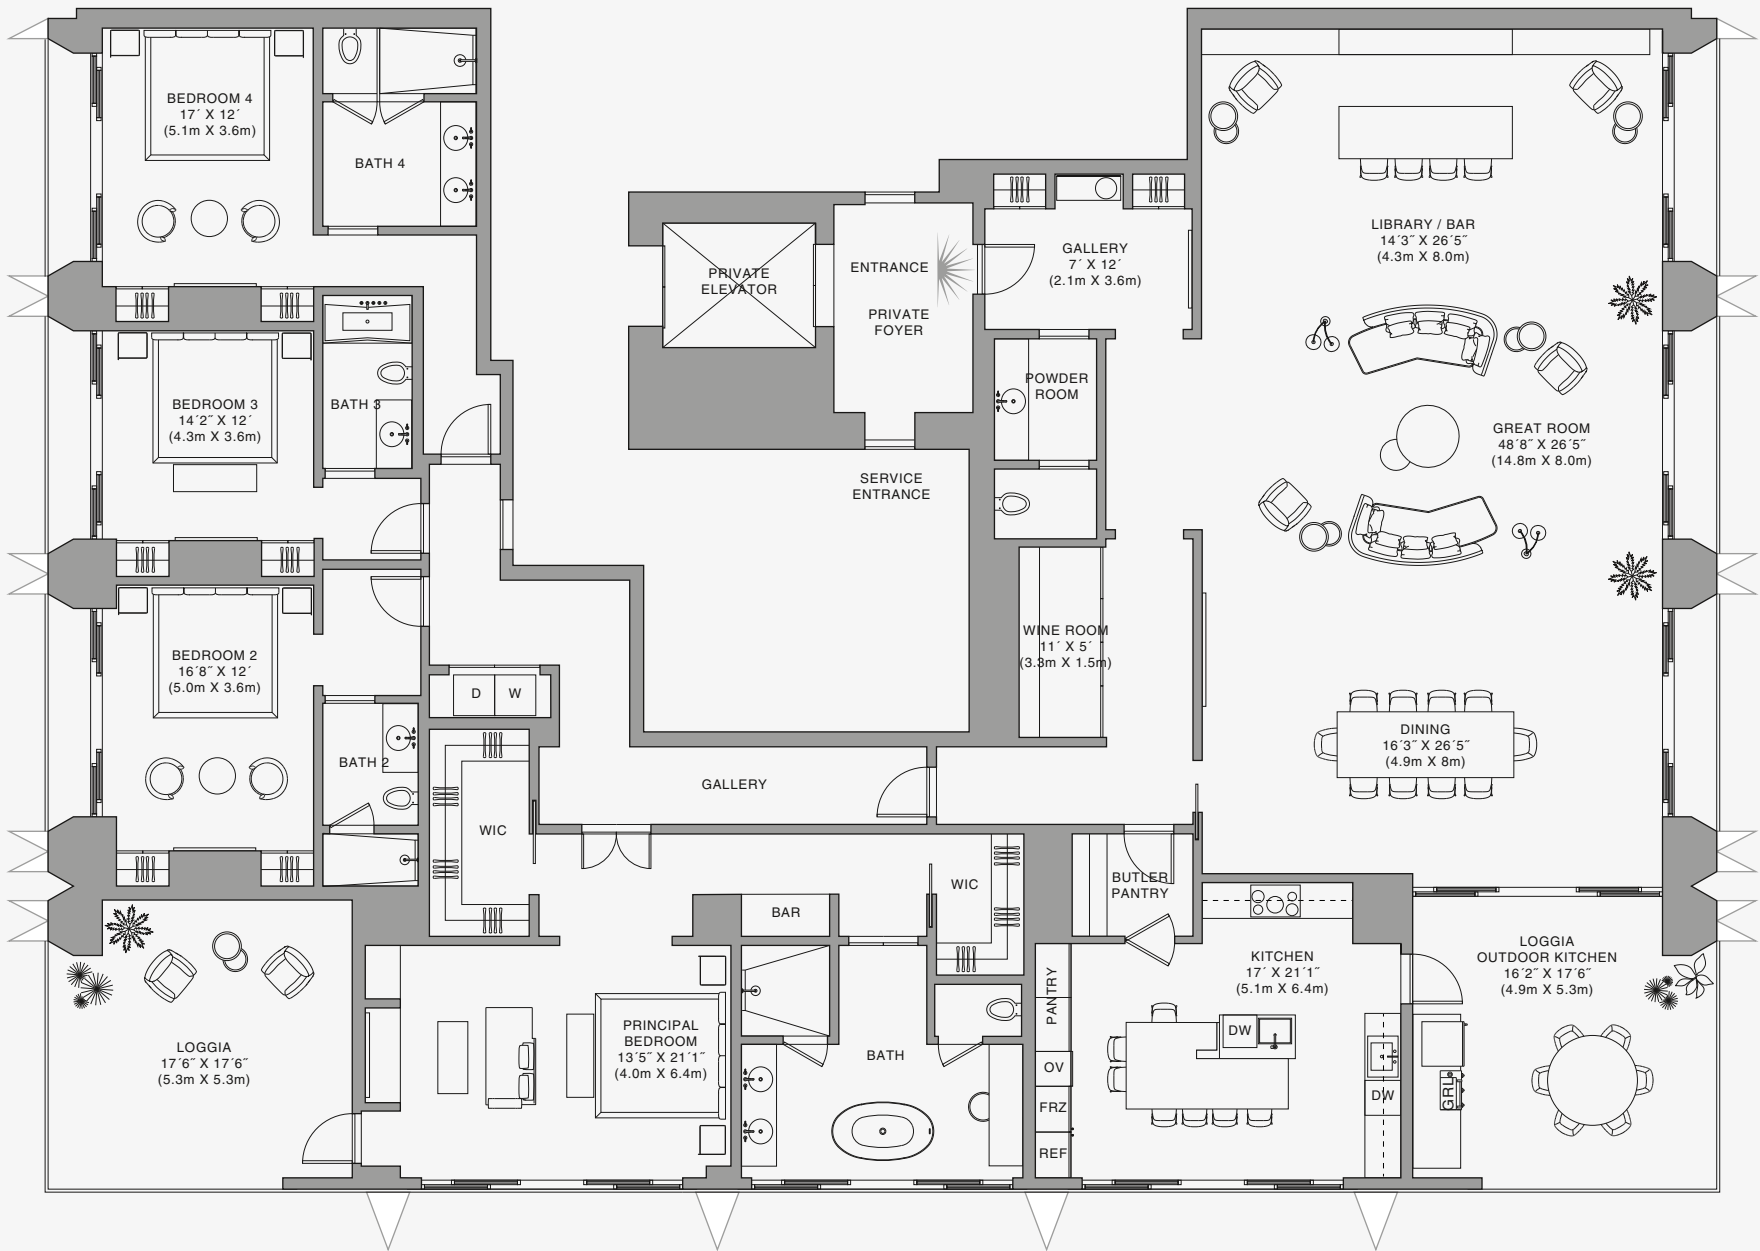 BEDROOM 4
17´ X 12´
(5.1m X 3.6m)
BATH 4
LIBRARY / BAR
14´3˝ X 26´5˝
(4.3m X 8.0m)
PRIVATE
ELEVATOR
ENTRANCE
PRIVATE
FOYER
GALLERY
7´ X 12´
(2.1m X 3.6m)
BEDROOM 3
14´2˝ X 12´
(4.3m X 3.6m)
BATH 3
POWDER
ROOM
GREAT ROOM
48´8˝ X 26´5˝
(14.8m X 8.0m)
SERVICE
ENTRANCE
BEDROOM 2
16´8˝ X 12´
(5.0m X 3.6m)
WINE ROOM
11´ X 5´
(3.3m X 1.5m)
D
W
BATH 2
DINING
16´3˝ X 26´5˝
(4.9m X 8m)
GALLERY
WIC
WIC
BUTLER
PANTRY
BAR
LOGGIA
17´6˝ X 17´6˝
(5.3m X 5.3m)
PRINCIPAL
BEDROOM
13´5˝ X 21´1˝
(4.0m X 6.4m)
BATH
PANTRY
OV
FRZ
REF
KITCHEN
17´ X 21´1˝
(5.1m X 6.4m)
DW
DW
LOGGIA
OUTDOOR KITCHEN
16´2˝ X 17´6˝
(4.9m X 5.3m)
GRL